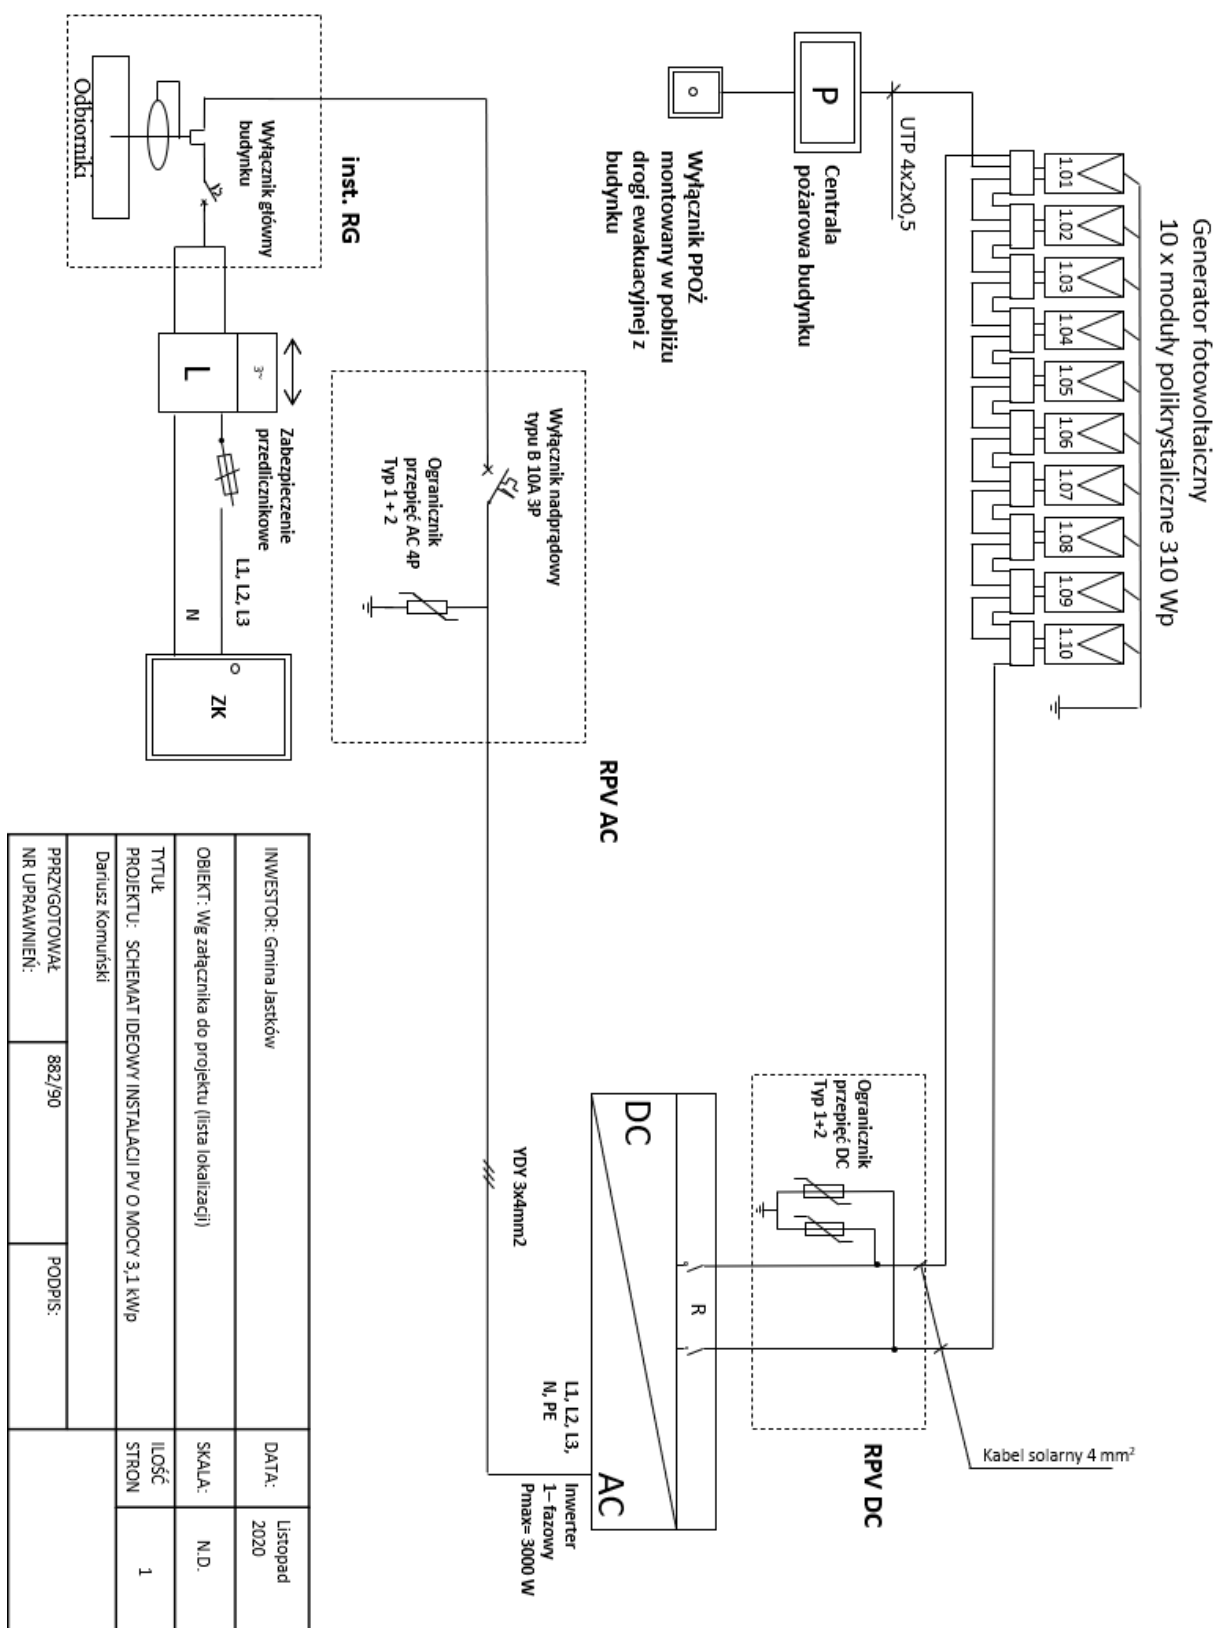 Generator fotowoltaiczny
10 x moduły polikrystaliczne 310 Wp
1.01
1.02
1.03
1.04
1.05
1.06
1.07
1.08
1.09
1.10
UTP 4x2x0,5
P
Centrala
pożarowa budynku
Wyłącznik PPOŻ
montowany w pobliżu
drogi ewakuacyjnej z
budynku
Kabel solarny 4 mm²
RPV DC
Ogranicznik
przepięć DC
Typ 1+2
R
DC
AC
L1, L2, L3,
N, PE
Inwerter
1– fazowy
Pmax= 3000 W
YDY 3x4mm2
RPV AC
Wyłącznik nadprądowy
typu B 10A 3P
Ogranicznik
przepięć AC 4P
Typ 1 + 2
inst. RG
Wyłącznik główny
budynku
Odbiorniki
3~
L
Zabezpieczenie
przedlicznikowe
L1, L2, L3
N
ZK
INWESTOR: Gmina Jastków
DATA:
Listopad
2020
OBIEKT: Wg załącznika do projektu (lista lokalizacji)
SKALA:
N.D.
TYTUŁ
PROJEKTU: SCHEMAT IDEOWY INSTALACJI PV O MOCY 3,1 kWp
ILOŚĆ
STRON
1
Dariusz Komuński
PPRZYGOTOWAŁ
NR UPRAWNIEŃ:
882/90
PODPIS: